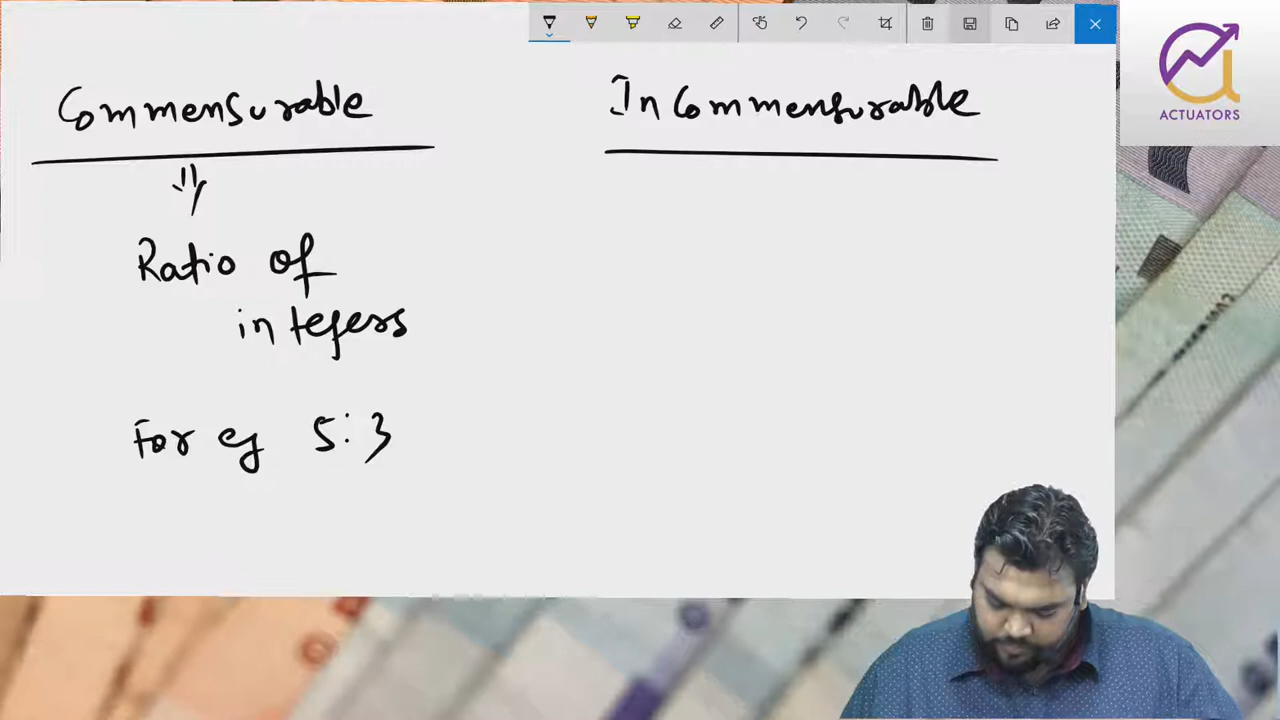 Commensurable
InCommensurable
ACTUATORS
Ratio of
integers
For eg 5:3